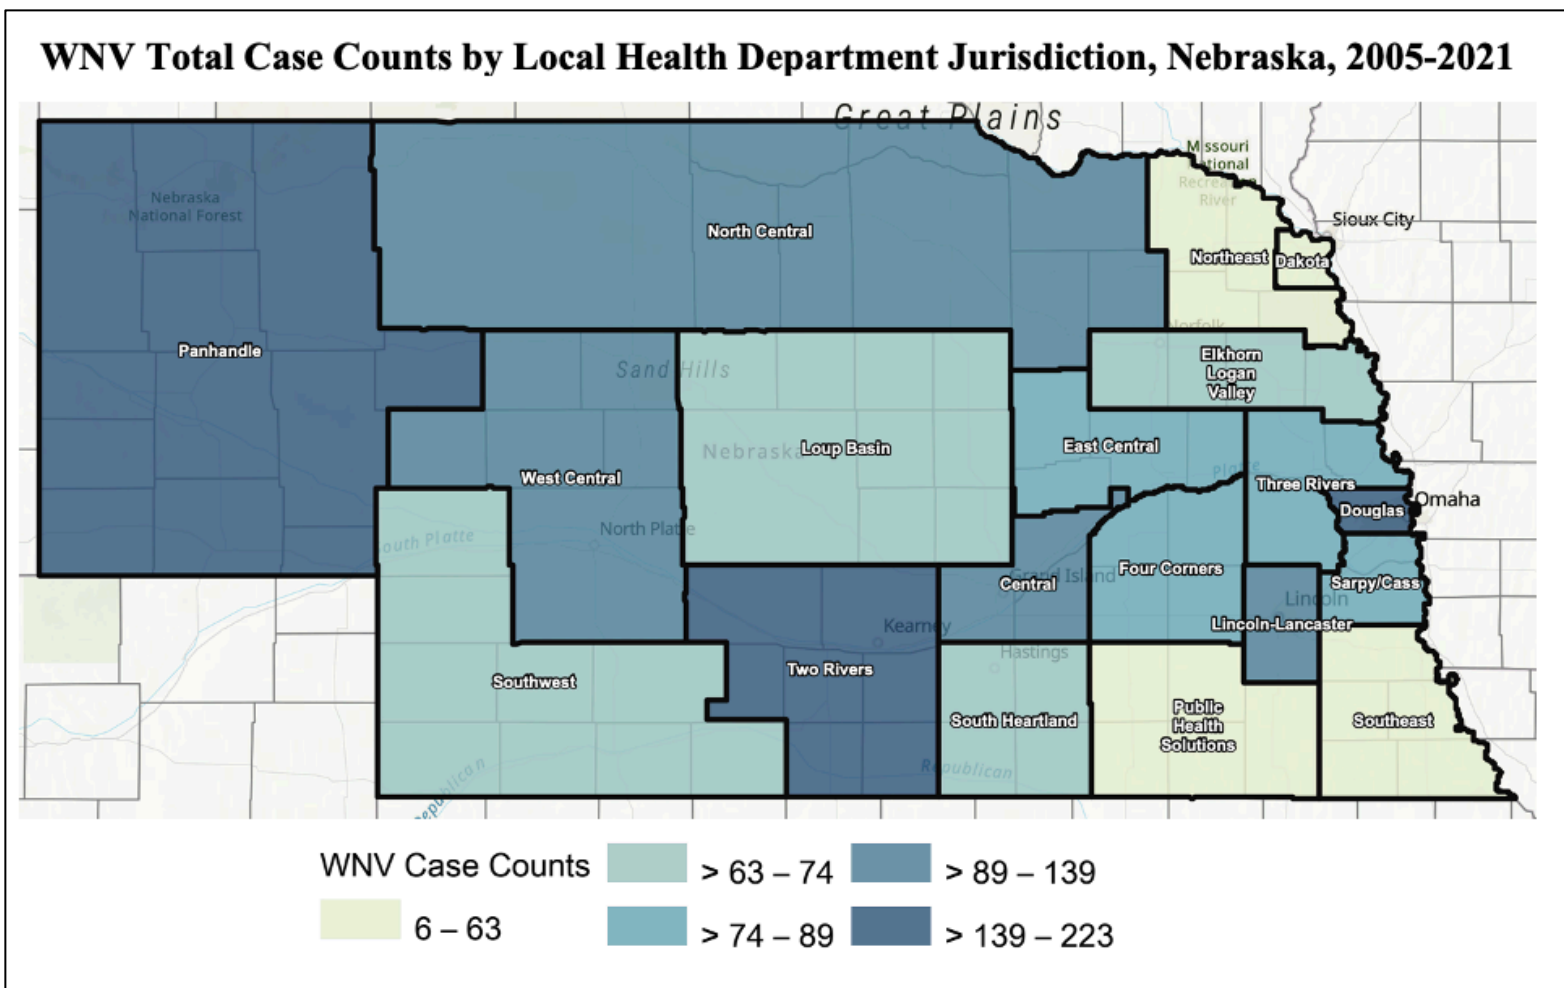 WNV Total Case Counts by Local Health Department Jurisdiction, Nebraska, 2005-2021
Great Plains
Missouri
National
Recreation
River
Nebraska
National Forest
Sioux City
North Central
Northeast
Dakota
Norfolk
Panhandle
Sand Hills
Elkhorn
Logan
Valley
Nebraska
Loup Basin
East Central
West Central
Platte
Three Rivers
Omaha
Douglas
North Platte
South Platte
Four Corners
Grand Island
Central
Sarpy/Cass
Lincoln
Lincoln-Lancaster
Kearney
Hastings
Two Rivers
Southwest
South Heartland
Public
Health
Solutions
Southeast
Republican
Republican
WNV Case Counts
6 – 63
> 63 – 74
> 74 – 89
> 89 – 139
> 139 – 223